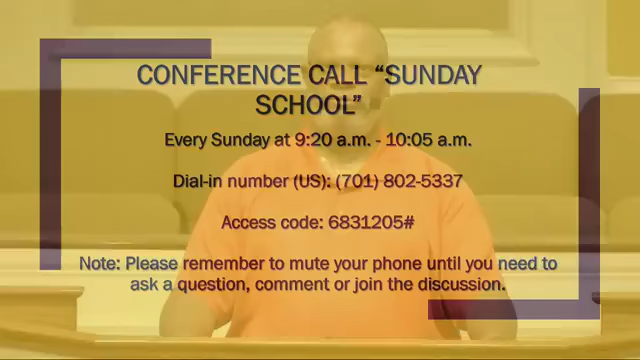 CONFERENCE CALL “SUNDAY
SCHOOL”
Every Sunday at 9:20 a.m. - 10:05 a.m.
Dial-in number (US): (701) 802-5337
Access code: 6831205#
Note: Please remember to mute your phone until you need to
ask a question, comment or join the discussion.